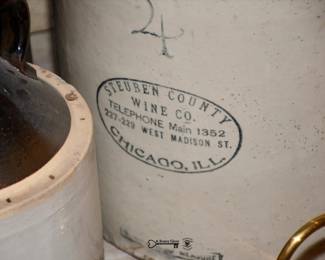 4
STEUBEN COUNTY
WINE CO.
TELEPHONE Main 1352
227-229 WEST MADISON ST.
CHICAGO, ILL.